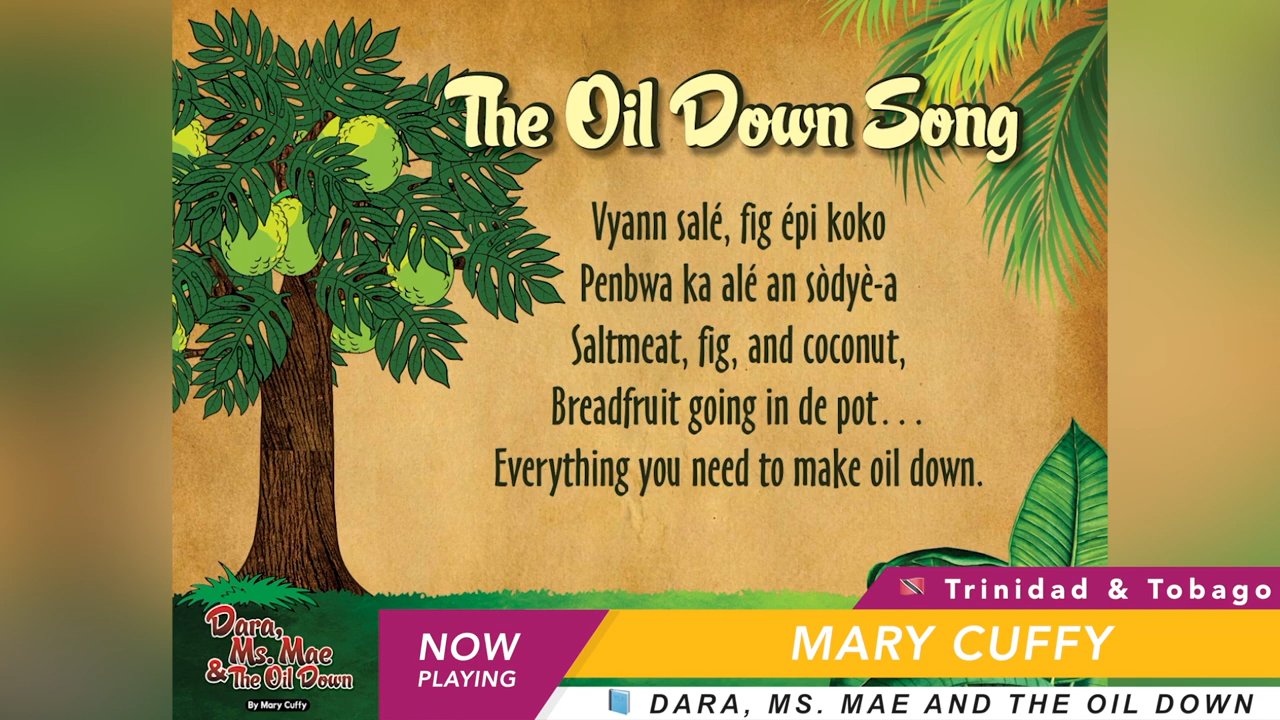 The Oil Down Song
Vyann salé, fig épi koko
Penbwa ka alé an sòdyè-a
Saltmeat, fig, and coconut,
Breadfruit going in de pot...
Everything you need to make oil down.
Trinidad & Tobago
Dara,
Ms. Mae
& The Oil Down
By Mary Cuffy
NOW
PLAYING
MARY CUFFY
DARA, MS. MAE AND THE OIL DOWN